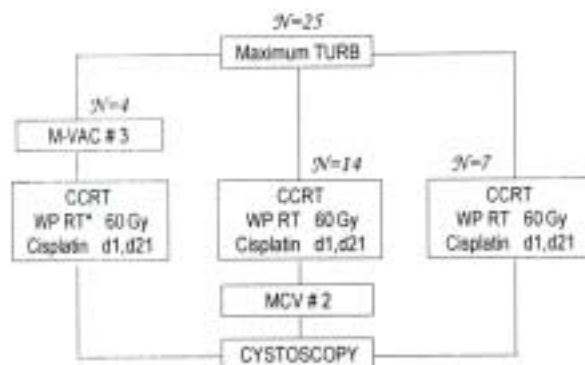 N=25
Maximum TURB
N=4
M-VAC # 3
N=14
N=7
CCRT
WP RT* 60 Gy
Cisplatin d1,d21
CCRT
WP RT 60 Gy
Cisplatin d1,d21
CCRT
WP RT 60 Gy
Cisplatin d1,d21
MCV # 2
CYSTOSCOPY